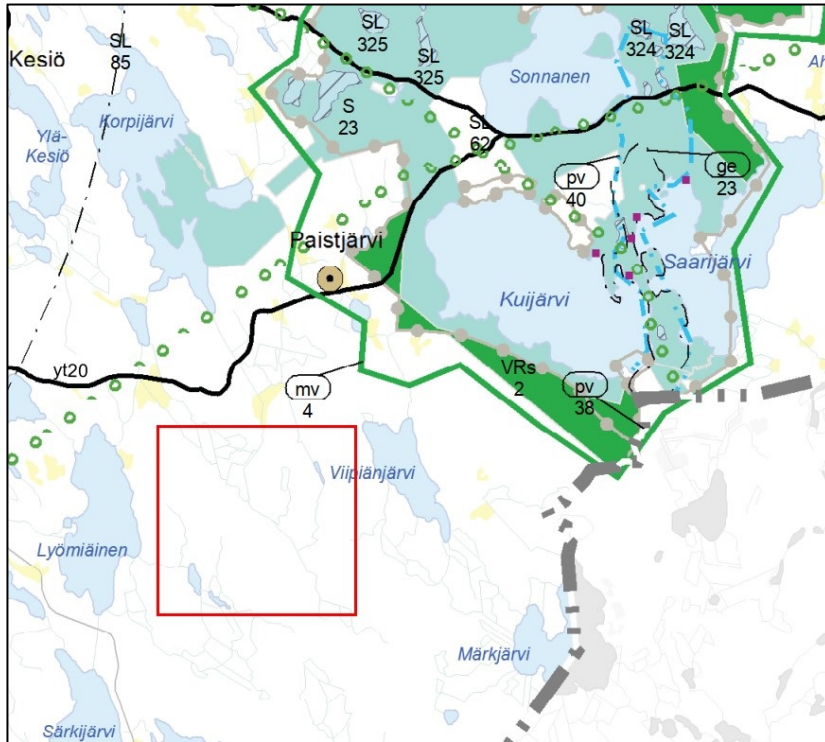 Kesiö
SL
85
SL
325
SL
325
Sonnanen
SL
324
SL
324
Korpijärvi
S
23
Ylä-
Kesiö
SL
62
pv
40
ge
23
Paistjärvi
Saarijärvi
Kuijärvi
yt20
mv
4
VRs
2
pv
38
Viipiänjärvi
Lyömiäinen
Märkjärvi
Särkijärvi